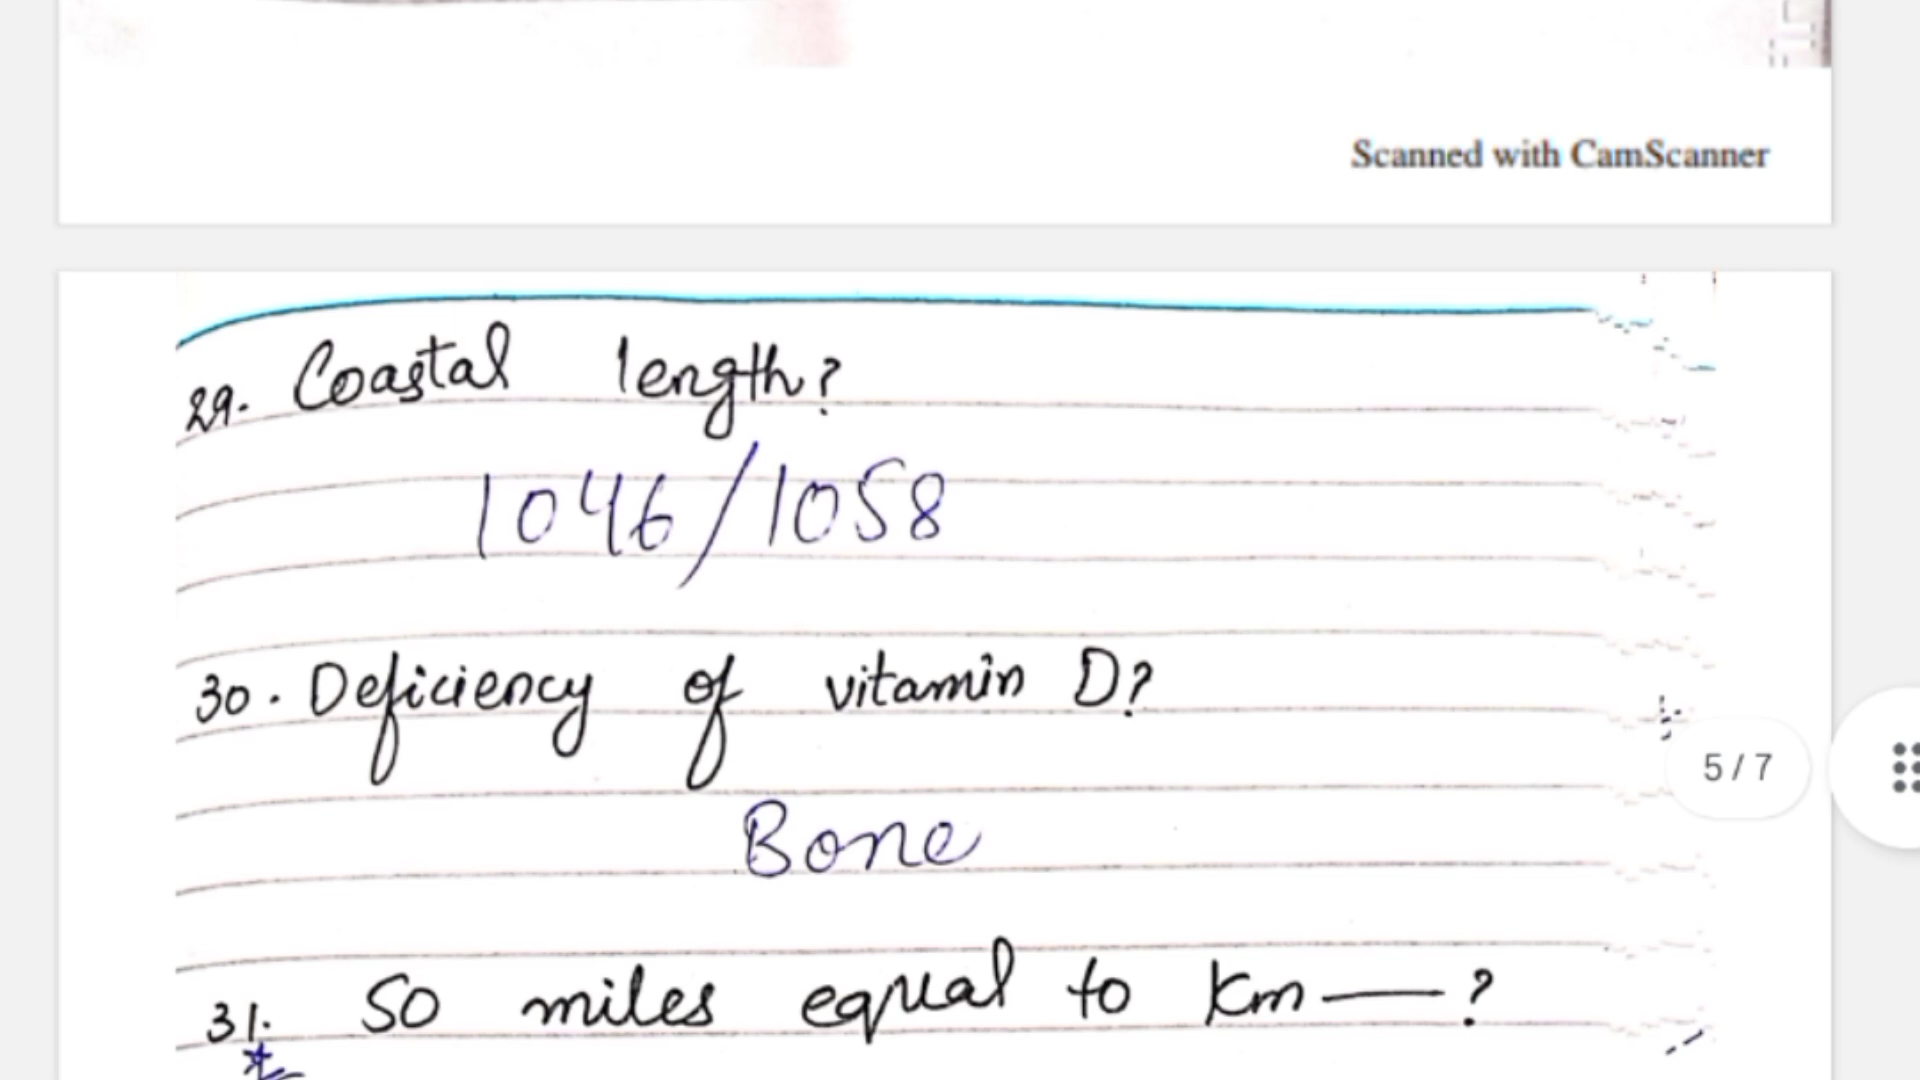 Scanned with CamScanner
29. Coastal length?
1046/1058
30. Deficiency of vitamin D?
Bone
5 / 7
31. 50 miles equal to Km — ?